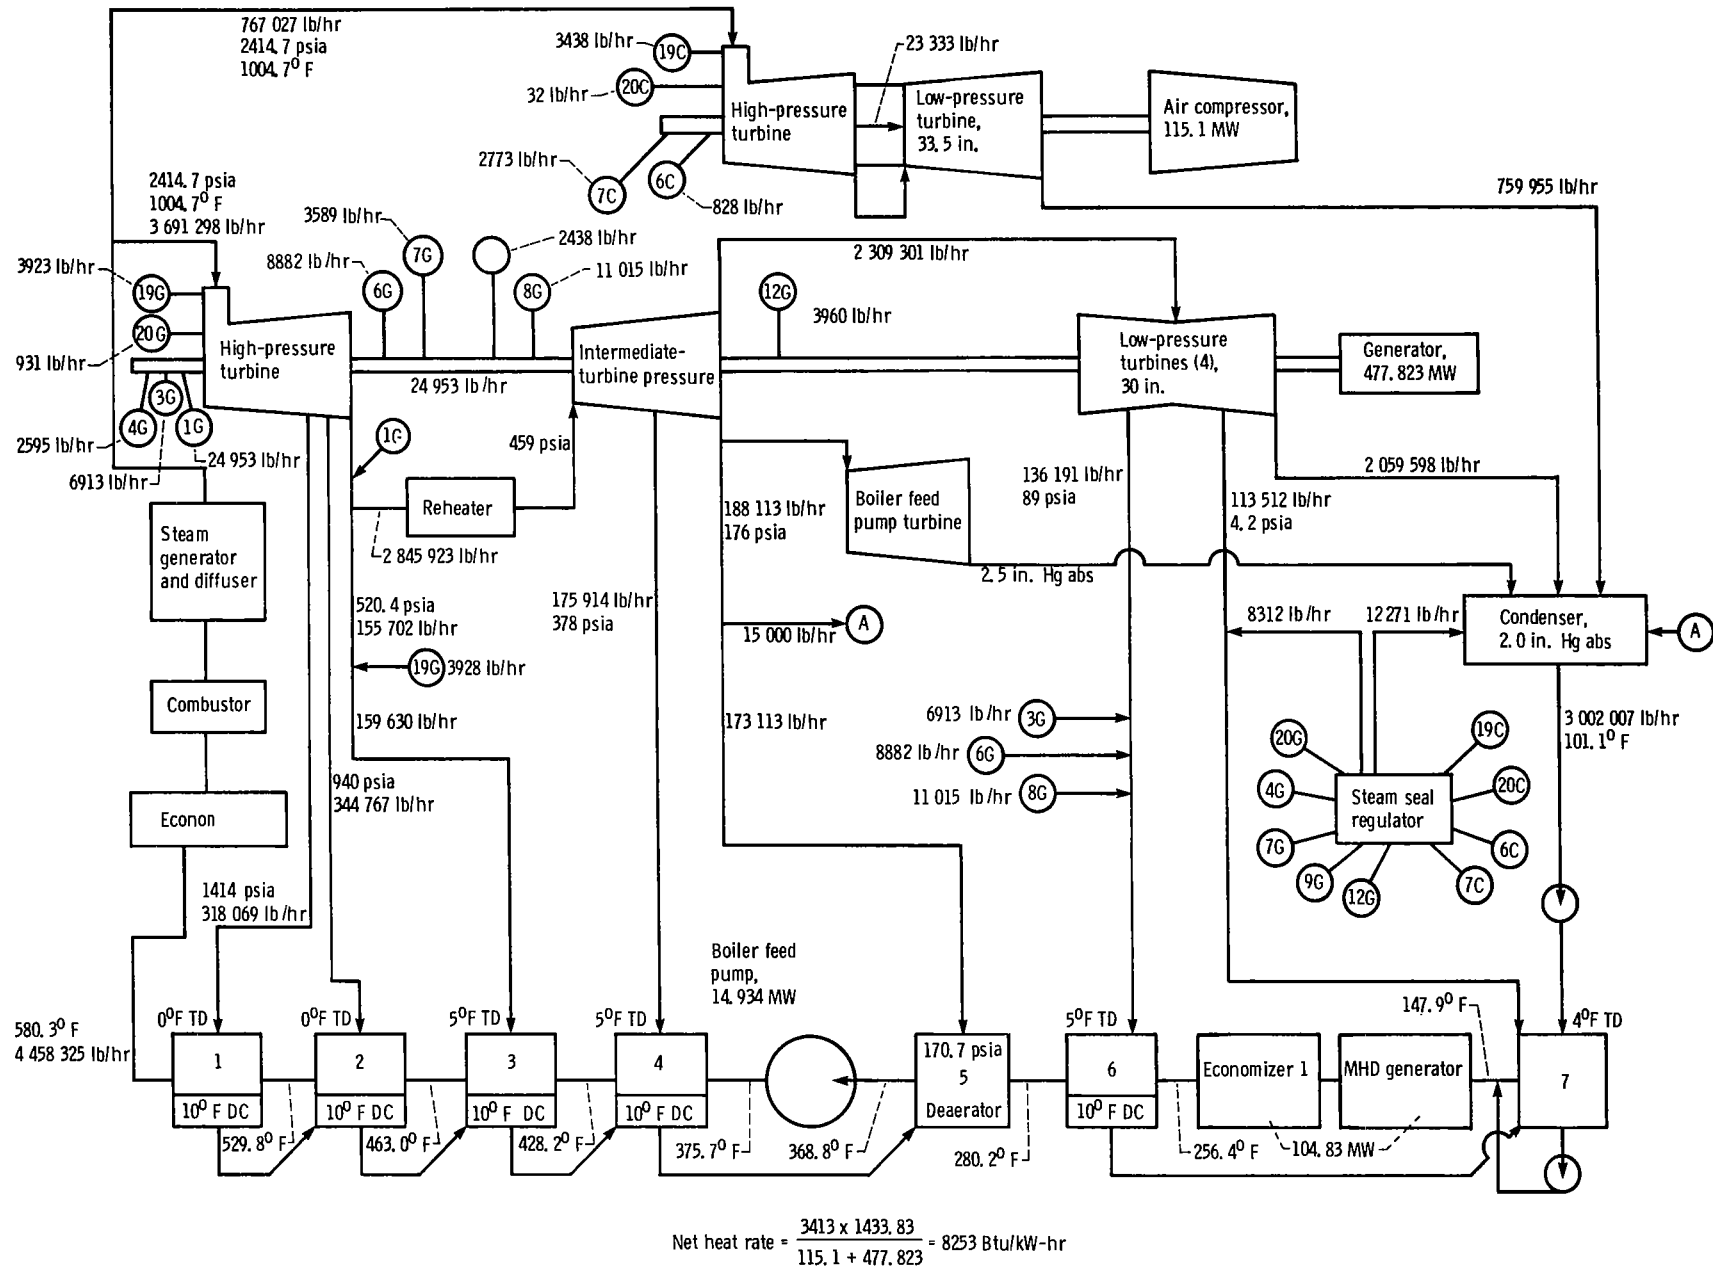 767 027 lb/hr
2414.7 psia
1004.7° F
3438 lb/hr
19C
23 333 lb/hr
32 lb/hr
20C
High-pressure
turbine
Low-pressure
turbine,
33.5 in.
Air compressor,
115.1 MW
2773 lb/hr
7C
6C
828 lb/hr
759 955 lb/hr
2414.7 psia
1004.7° F
3 691 298 lb/hr
3589 lb/hr
7G
2438 lb/hr
2 309 301 lb/hr
3923 lb/hr
19G
8882 lb/hr
6G
8G
11 015 lb/hr
12G
3960 lb/hr
20G
931 lb/hr
High-pressure
turbine
24 953 lb/hr
Intermediate-
turbine pressure
Low-pressure
turbines (4),
30 in.
Generator,
477.823 MW
3G
4G
1G
2595 lb/hr
24 953 lb/hr
6913 lb/hr
1G
459 psia
Reheater
2 845 923 lb/hr
188 113 lb/hr
176 psia
Boiler feed
pump turbine
136 191 lb/hr
89 psia
2 059 598 lb/hr
113 512 lb/hr
4.2 psia
2.5 in. Hg abs
Steam
generator
and diffuser
520.4 psia
155 702 lb/hr
175 914 lb/hr
378 psia
15 000 lb/hr
A
8312 lb/hr
12 271 lb/hr
Condenser,
2.0 in. Hg abs
A
19G
3928 lb/hr
Combustor
159 630 lb/hr
173 113 lb/hr
6913 lb/hr
3G
8882 lb/hr
6G
11 015 lb/hr
8G
3 002 007 lb/hr
101.1° F
20G
19C
4G
20C
Steam seal
regulator
7G
6C
9G
12G
7C
940 psia
344 767 lb/hr
Econon
1414 psia
318 069 lb/hr
Boiler feed
pump,
14.934 MW
580.3° F
4 458 325 lb/hr
0°F TD
0°F TD
5°F TD
5°F TD
5°F TD
147.9° F
4°F TD
1
2
3
4
170.7 psia
5
Deaerator
6
Economizer 1
MHD generator
7
10° F DC
10° F DC
10° F DC
10° F DC
10° F DC
529.8° F
463.0° F
428.2° F
375.7° F
368.8° F
280.2° F
256.4° F
104.83 MW
Net heat rate = 3413 x 1433.83 / 115.1 + 477.823 = 8253 Btu/kW-hr